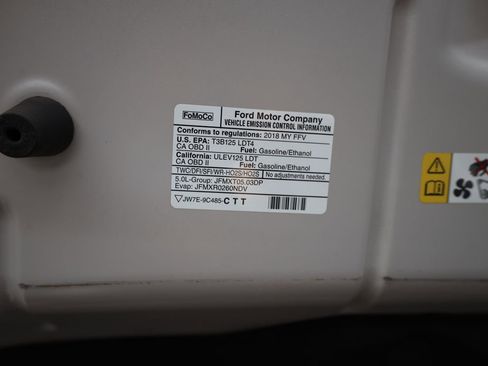 FoMoCo
Ford Motor Company
VEHICLE EMISSION CONTROL INFORMATION
Conforms to regulations: 2018 MY FFV
U.S. EPA: T3B125 LDT4
CA OBD II Fuel: Gasoline/Ethanol
California: ULEV125 LDT
CA OBD II Fuel: Gasoline/Ethanol
TWC/DFI/SFI/WR-HO2S/HO2S No adjustments needed.
5.0L-Group: JFMXT05.03DP
Evap: JFMXR0260NDV
JW7E-9C485-CTT